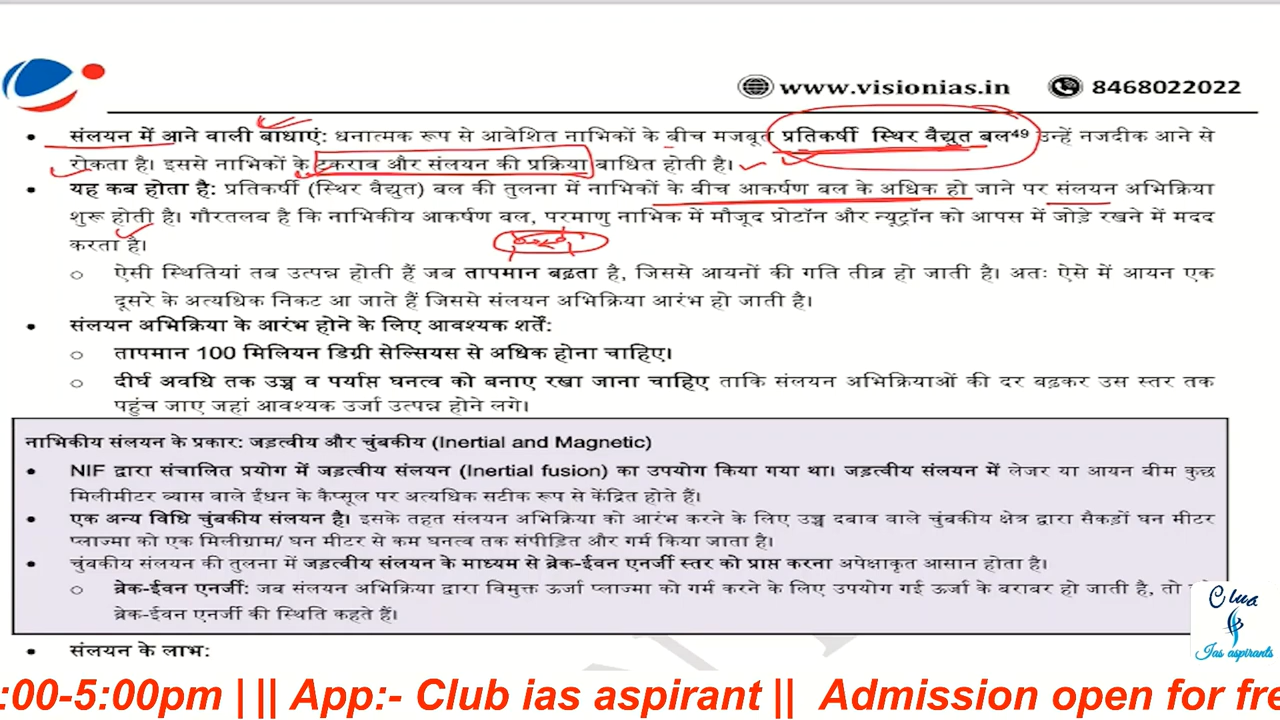 www.visionias.in 8468022022
• संलयन में आने वाली बाधाएं: धनात्मक रूप से आवेशित नाभिकों के बीच मजबूत प्रतिकर्षी स्थिर वैद्युत बल⁴⁹ उन्हें नजदीक आने से
रोकता है। इससे नाभिकों के टकराव और संलयन की प्रक्रिया बाधित होती है।
• यह कब होता है: प्रतिकर्षी (स्थिर वैद्युत) बल की तुलना में नाभिकों के बीच आकर्षण बल के अधिक हो जाने पर संलयन अभिक्रिया
शुरू होती है। गौरतलब है कि नाभिकीय आकर्षण बल, परमाणु नाभिक में मौजूद प्रोटॉन और न्यूट्रॉन को आपस में जोड़े रखने में मदद
करता है।
o ऐसी स्थितियां तब उत्पन्न होती हैं जब तापमान बढ़ता है, जिससे आयनों की गति तीव्र हो जाती है। अतः ऐसे में आयन एक
दूसरे के अत्यधिक निकट आ जाते हैं जिससे संलयन अभिक्रिया आरंभ हो जाती है।
• संलयन अभिक्रिया के आरंभ होने के लिए आवश्यक शर्तें:
o तापमान 100 मिलियन डिग्री सेल्सियस से अधिक होना चाहिए।
o दीर्घ अवधि तक उच्च व पर्याप्त घनत्व को बनाए रखा जाना चाहिए ताकि संलयन अभिक्रियाओं की दर बढ़कर उस स्तर तक
पहुंच जाए जहां आवश्यक उर्जा उत्पन्न होने लगे।
नाभिकीय संलयन के प्रकार: जड़त्वीय और चुंबकीय (Inertial and Magnetic)
• NIF द्वारा संचालित प्रयोग में जड़त्वीय संलयन (Inertial fusion) का उपयोग किया गया था। जड़त्वीय संलयन में लेजर या आयन बीम कुछ
मिलीमीटर व्यास वाले ईंधन के कैप्सूल पर अत्यधिक सटीक रूप से केंद्रित होते हैं।
• एक अन्य विधि चुंबकीय संलयन है। इसके तहत संलयन अभिक्रिया को आरंभ करने के लिए उच्च दबाव वाले चुंबकीय क्षेत्र द्वारा सैकड़ों घन मीटर
प्लाज्मा को एक मिलीग्राम/ घन मीटर से कम घनत्व तक संपीड़ित और गर्म किया जाता है।
• चुंबकीय संलयन की तुलना में जड़त्वीय संलयन के माध्यम से ब्रेक-ईवन एनर्जी स्तर को प्राप्त करना अपेक्षाकृत आसान होता है।
o ब्रेक-ईवन एनर्जी: जब संलयन अभिक्रिया द्वारा विमुक्त ऊर्जा प्लाज्मा को गर्म करने के लिए उपयोग गई ऊर्जा के बराबर हो जाती है, तो
ब्रेक-ईवन एनर्जी की स्थिति कहते हैं।
Club
Ias aspirants
• संलयन के लाभ:
:00-5:00pm | || App:- Club ias aspirant || Admission open for fre